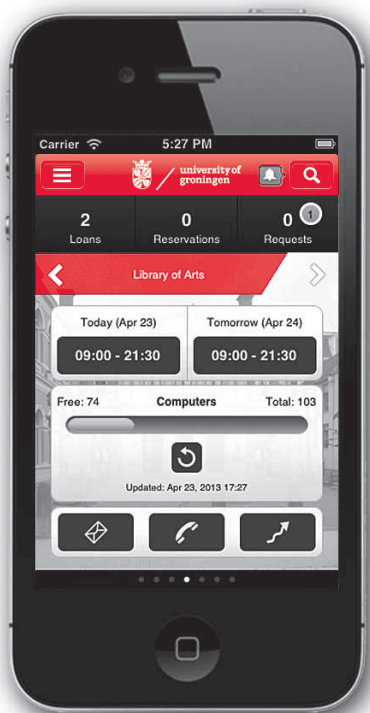 Carrier 5:27 PM
university of
groningen
2 0 0 1
Loans Reservations Requests
Library of Arts
Today (Apr 23) Tomorrow (Apr 24)
09:00 - 21:30 09:00 - 21:30
Free: 74 Computers Total: 103
Updated: Apr 23, 2013 17:27